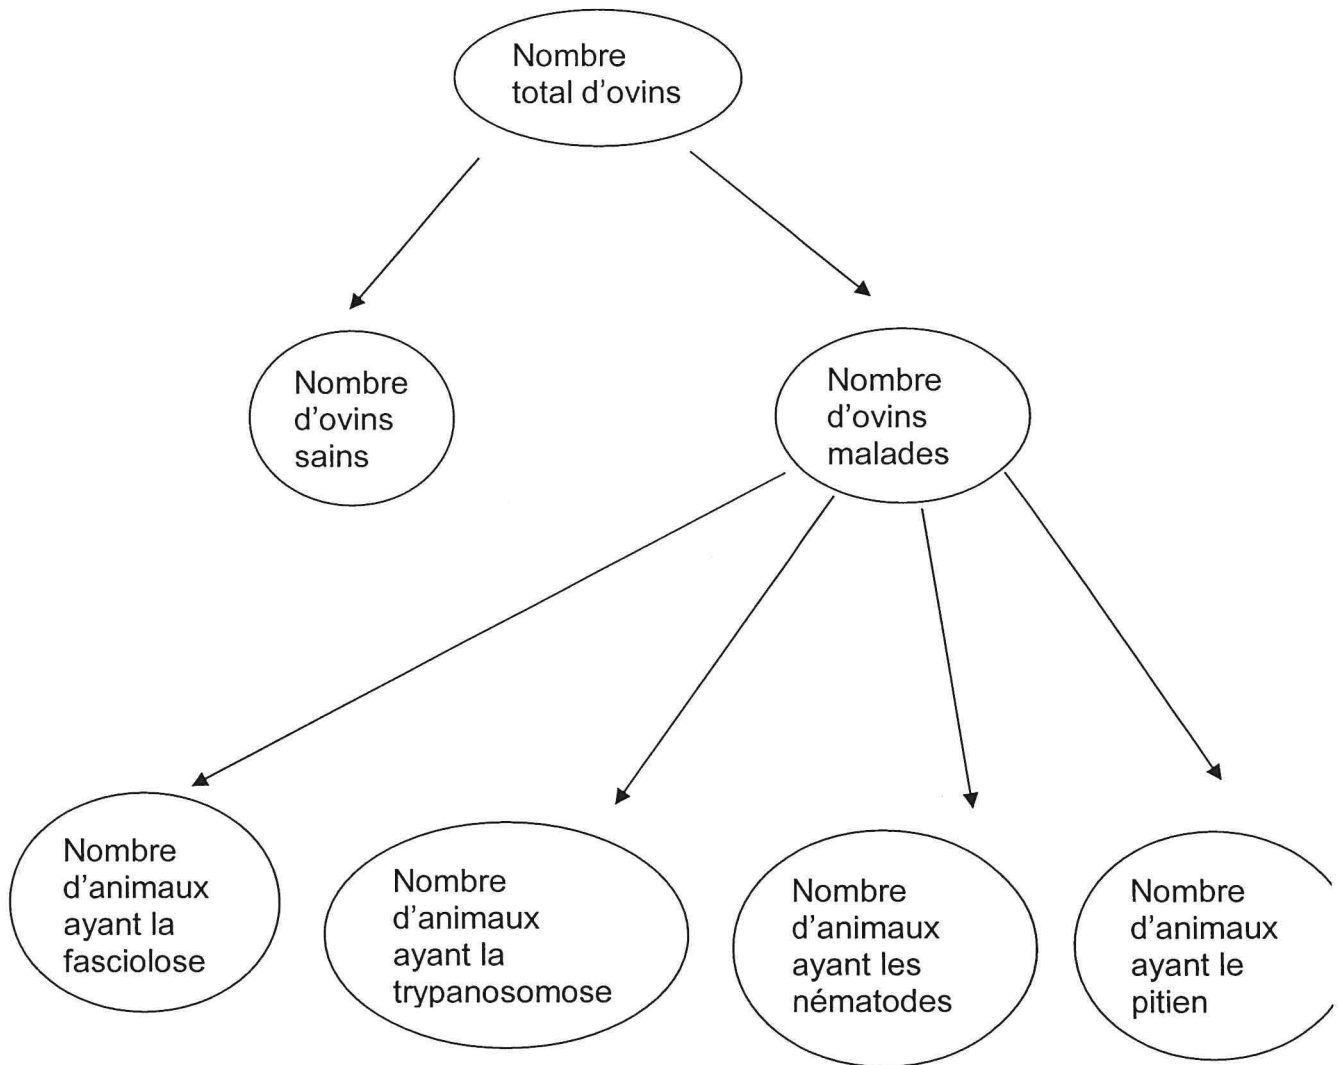 Nombre
total d'ovins
Nombre
d'ovins
sains
Nombre
d'ovins
malades
Nombre
d'animaux
ayant la
fasciolose
Nombre
d'animaux
ayant la
trypanosomose
Nombre
d'animaux
ayant les
nématodes
Nombre
d'animaux
ayant le
pitien